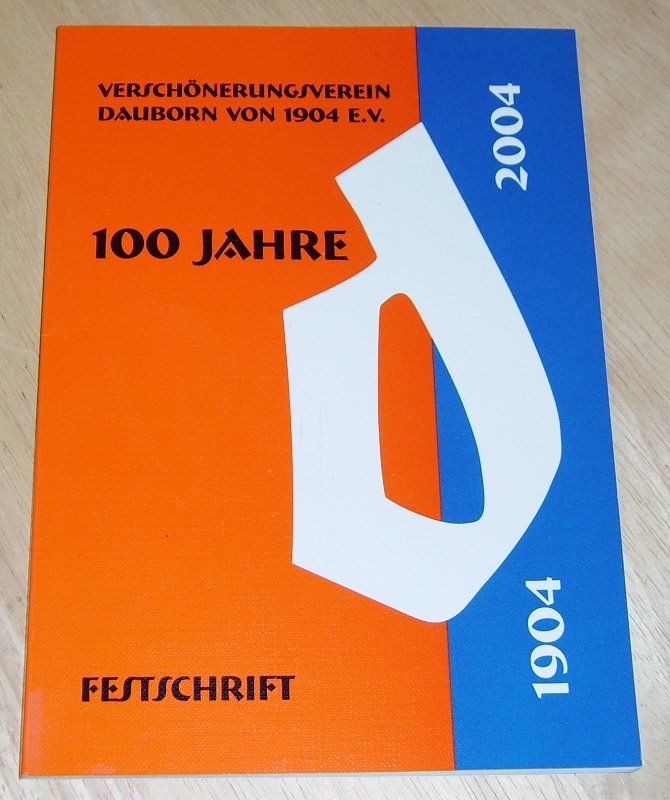 VERSCHÖNERUNGSVEREIN
DAUBORN VON 1904 E.V.
100 JAHRE
2004
1904
FESTSCHRIFT